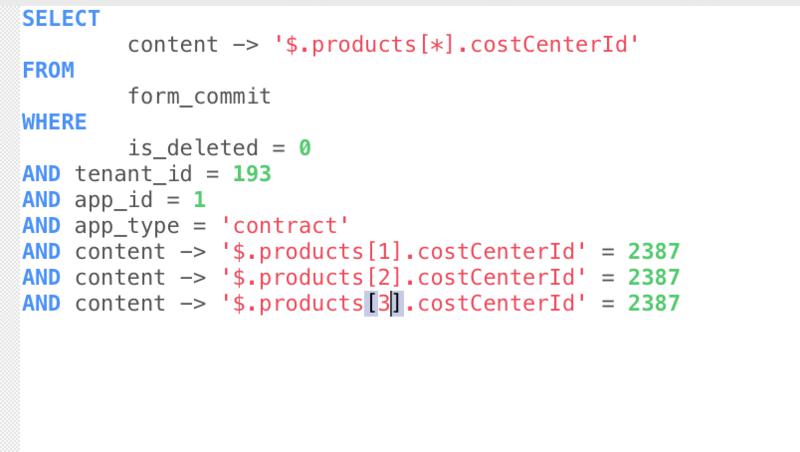 SELECT
content -> '$.products[*].costCenterId'
FROM
form_commit
WHERE
is_deleted = 0
AND tenant_id = 193
AND app_id = 1
AND app_type = 'contract'
AND content -> '$.products[1].costCenterId' = 2387
AND content -> '$.products[2].costCenterId' = 2387
AND content -> '$.products[3].costCenterId' = 2387